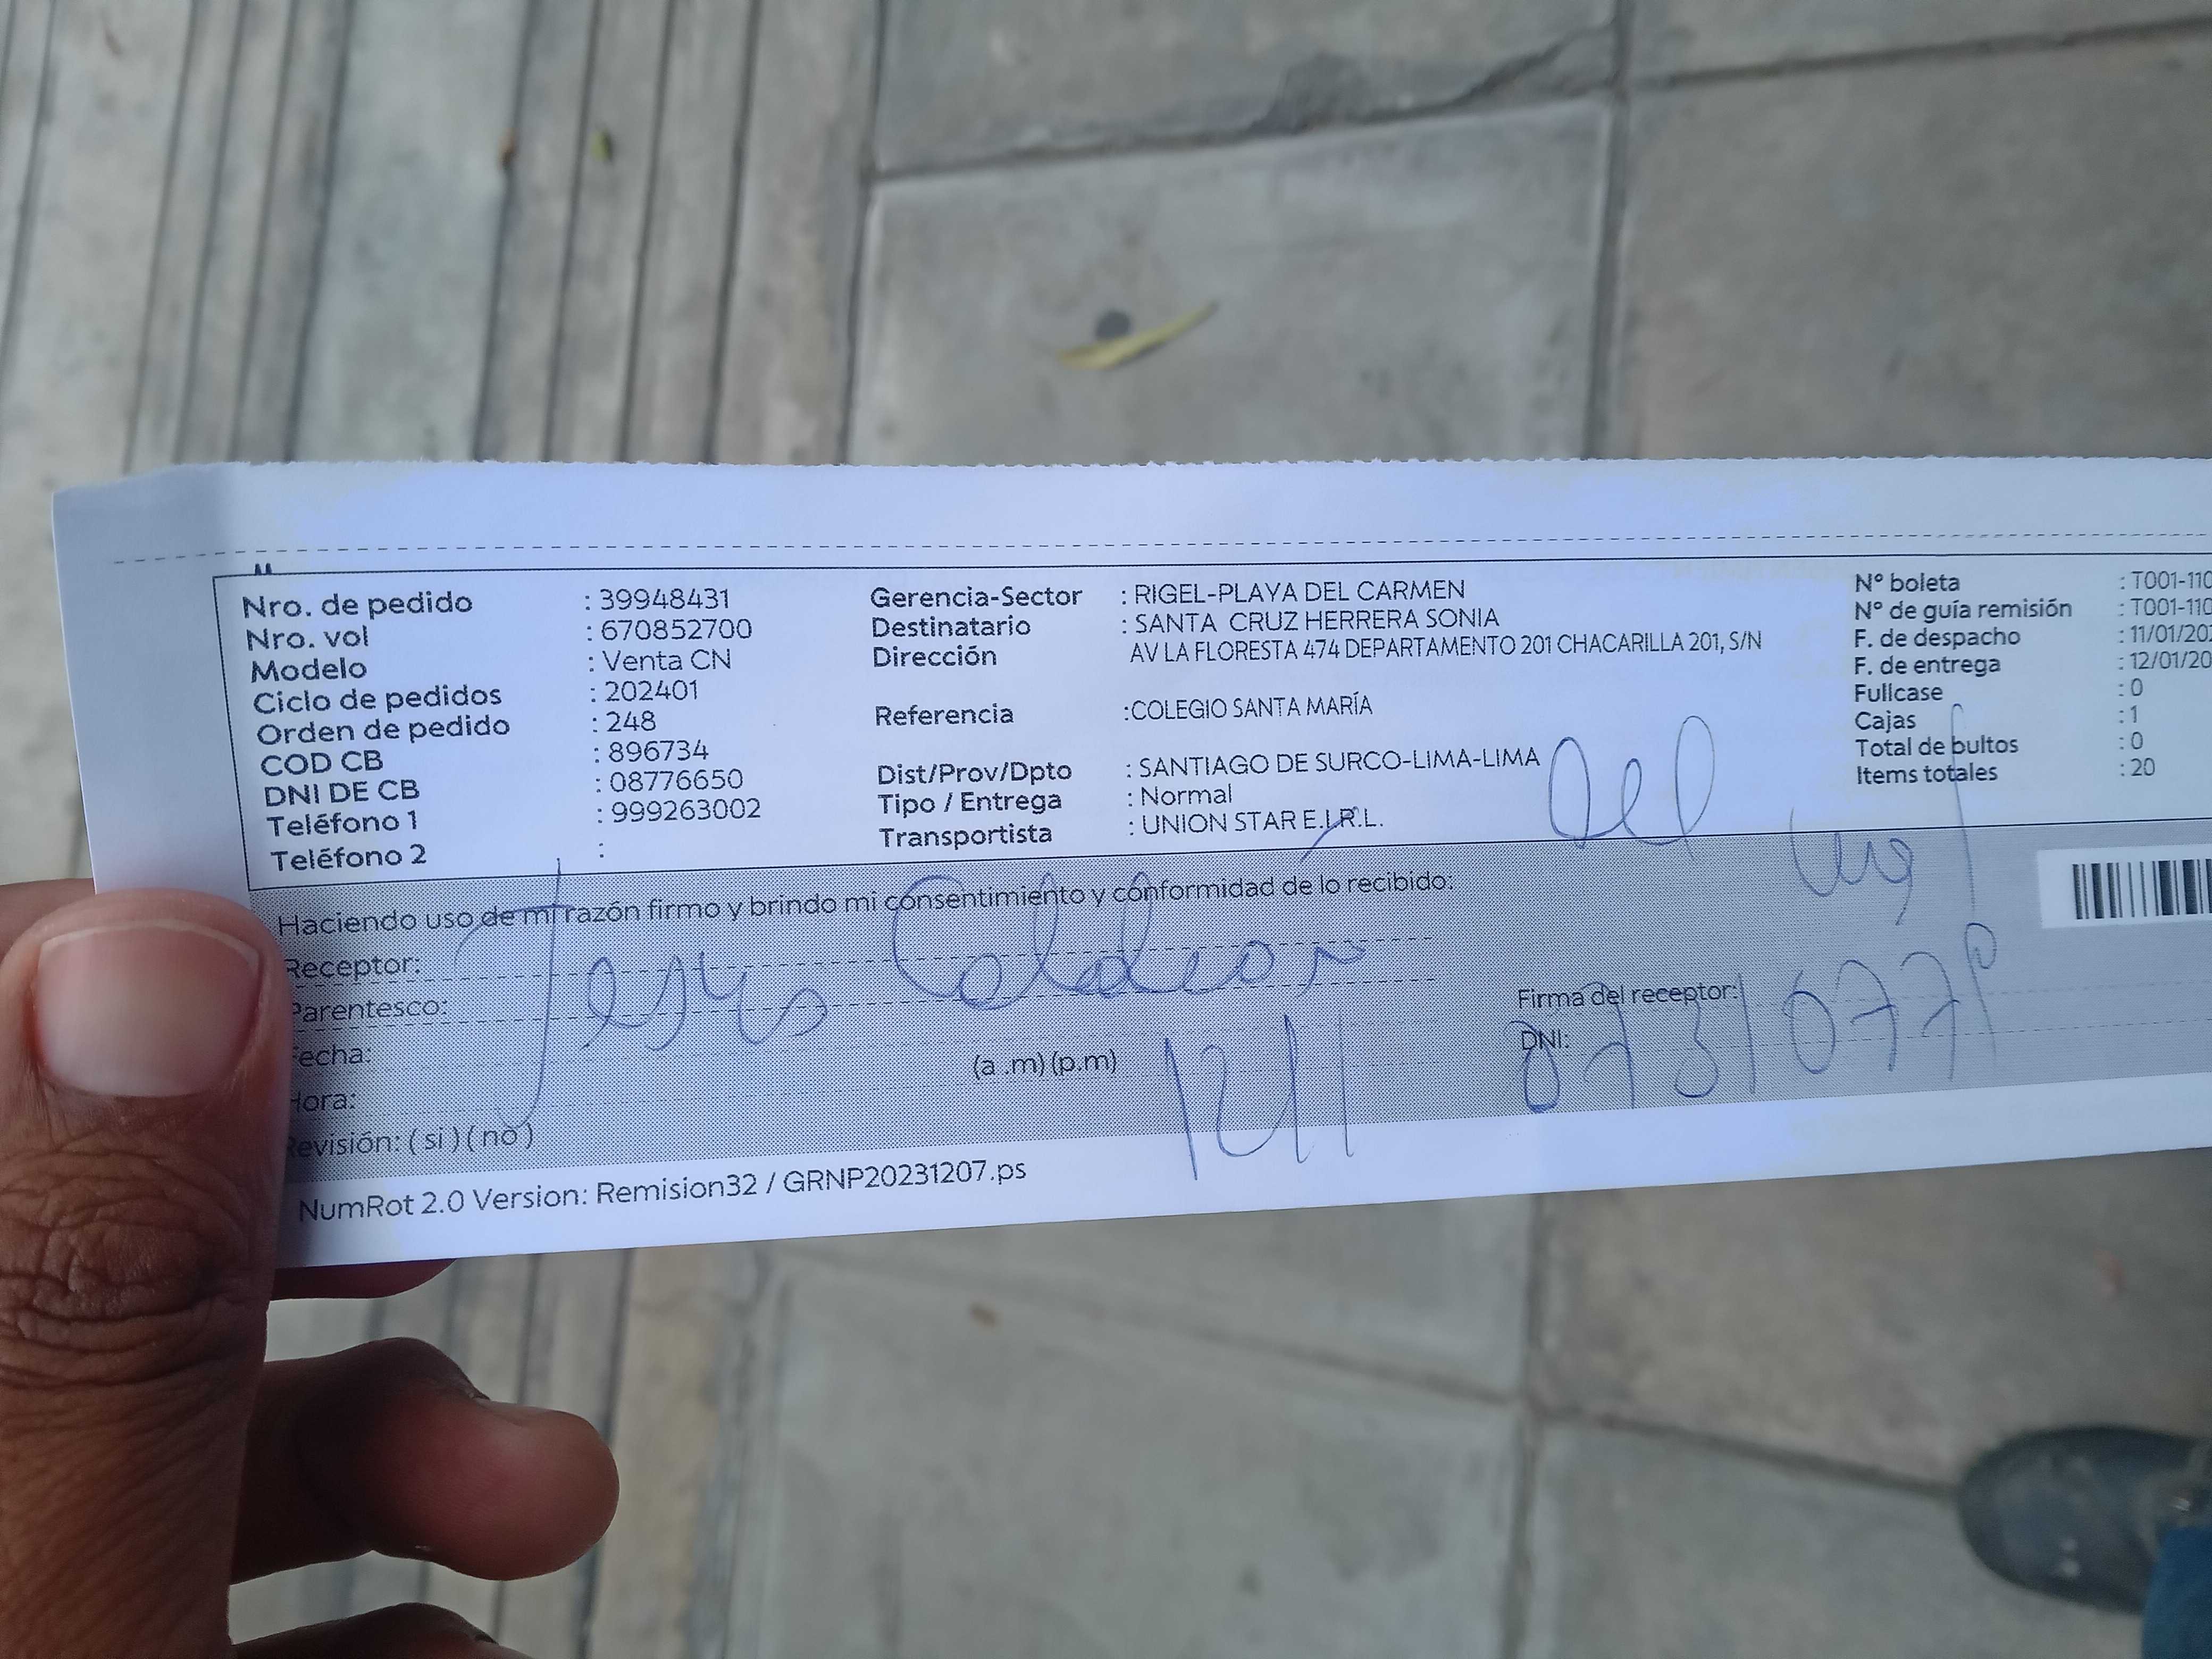 Nro. de pedido : 39948431
Nro. vol : 670852700
Modelo : Venta CN
Ciclo de pedidos : 202401
Orden de pedido : 248
COD CB : 896734
DNI DE CB : 08776650
Teléfono 1 : 999263002
Teléfono 2 :
Gerencia-Sector : RIGEL-PLAYA DEL CARMEN
Destinatario : SANTA CRUZ HERRERA SONIA
Dirección AV LA FLORESTA 474 DEPARTAMENTO 201 CHACARILLA 201, S/N
Referencia :COLEGIO SANTA MARÍA
Dist/Prov/Dpto : SANTIAGO DE SURCO-LIMA-LIMA
Tipo / Entrega : Normal
Transportista : UNION STAR E.I.R.L.
N° boleta : T001-110
N° de guía remisión : T001-110
F. de despacho : 11/01/202
F. de entrega : 12/01/20
Fullcase : 0
Cajas : 1
Total de bultos : 0
Items totales : 20
Haciendo uso de mi razón firmo y brindo mi consentimiento y conformidad de lo recibido:
Receptor: Jesus Calderón
Parentesco:
Fecha:
Hora: (a .m) (p.m)
Revisión: ( si ) ( no )
Firma del receptor:
DNI:
NumRot 2.0 Version: Remision32 / GRNP20231207.ps